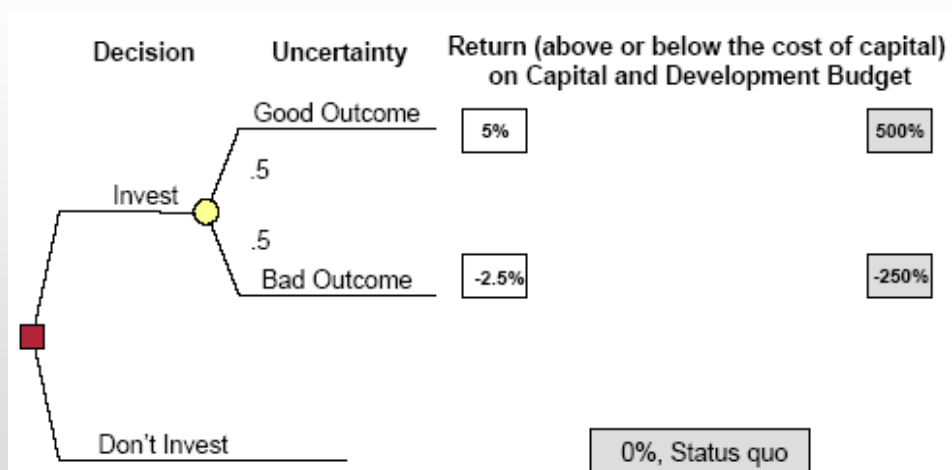 Decision
Uncertainty
Return (above or below the cost of capital)
on Capital and Development Budget
Good Outcome
5%
500%
.5
Invest
.5
Bad Outcome
-2.5%
-250%
Don't Invest
0%, Status quo